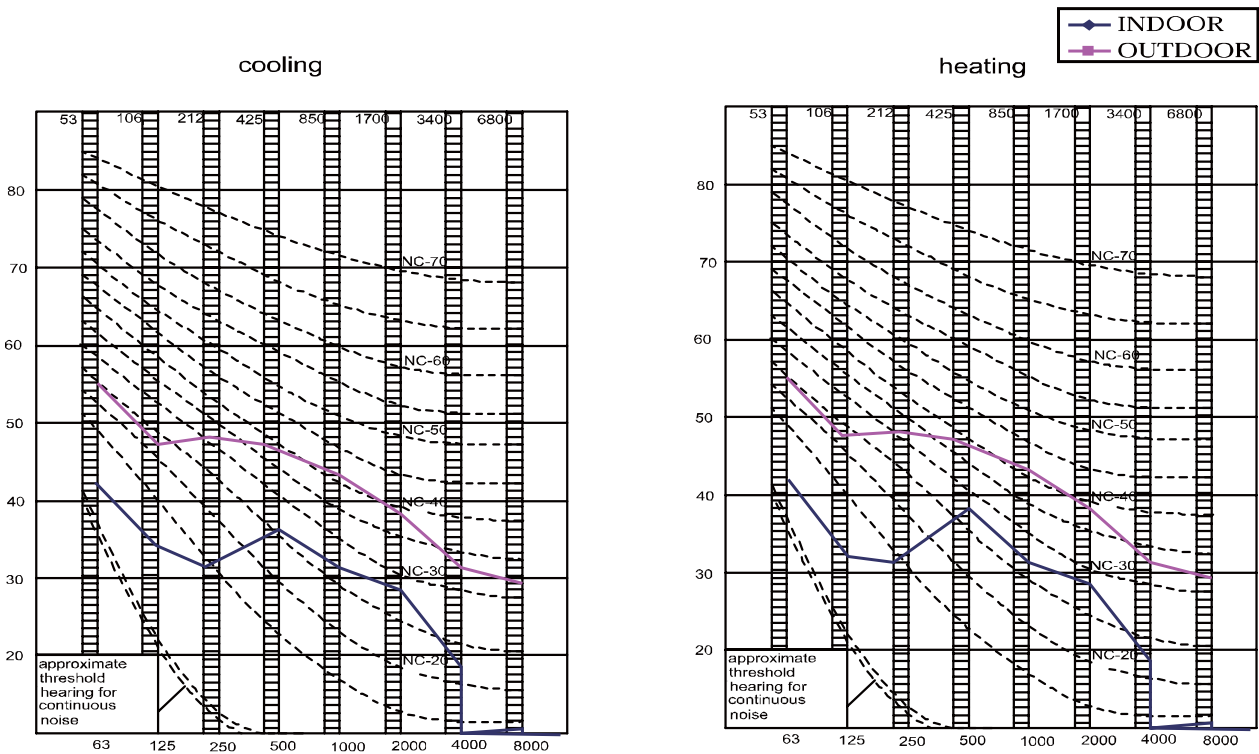 INDOOR
OUTDOOR
cooling
heating
53 106 212 425 850 1700 3400 6800
80
70
60
50
40
30
20
NC-70
NC-60
NC-50
NC-40
NC-30
NC-20
approximate
threshold
hearing for
continuous
noise
63 125 250 500 1000 2000 4000 8000
53 106 212 425 850 1700 3400 6800
80
70
60
50
40
30
20
NC-70
NC-60
NC-50
NC-40
NC-30
NC-20
approximate
threshold
hearing for
continuous
noise
63 125 250 500 1000 2000 4000 8000